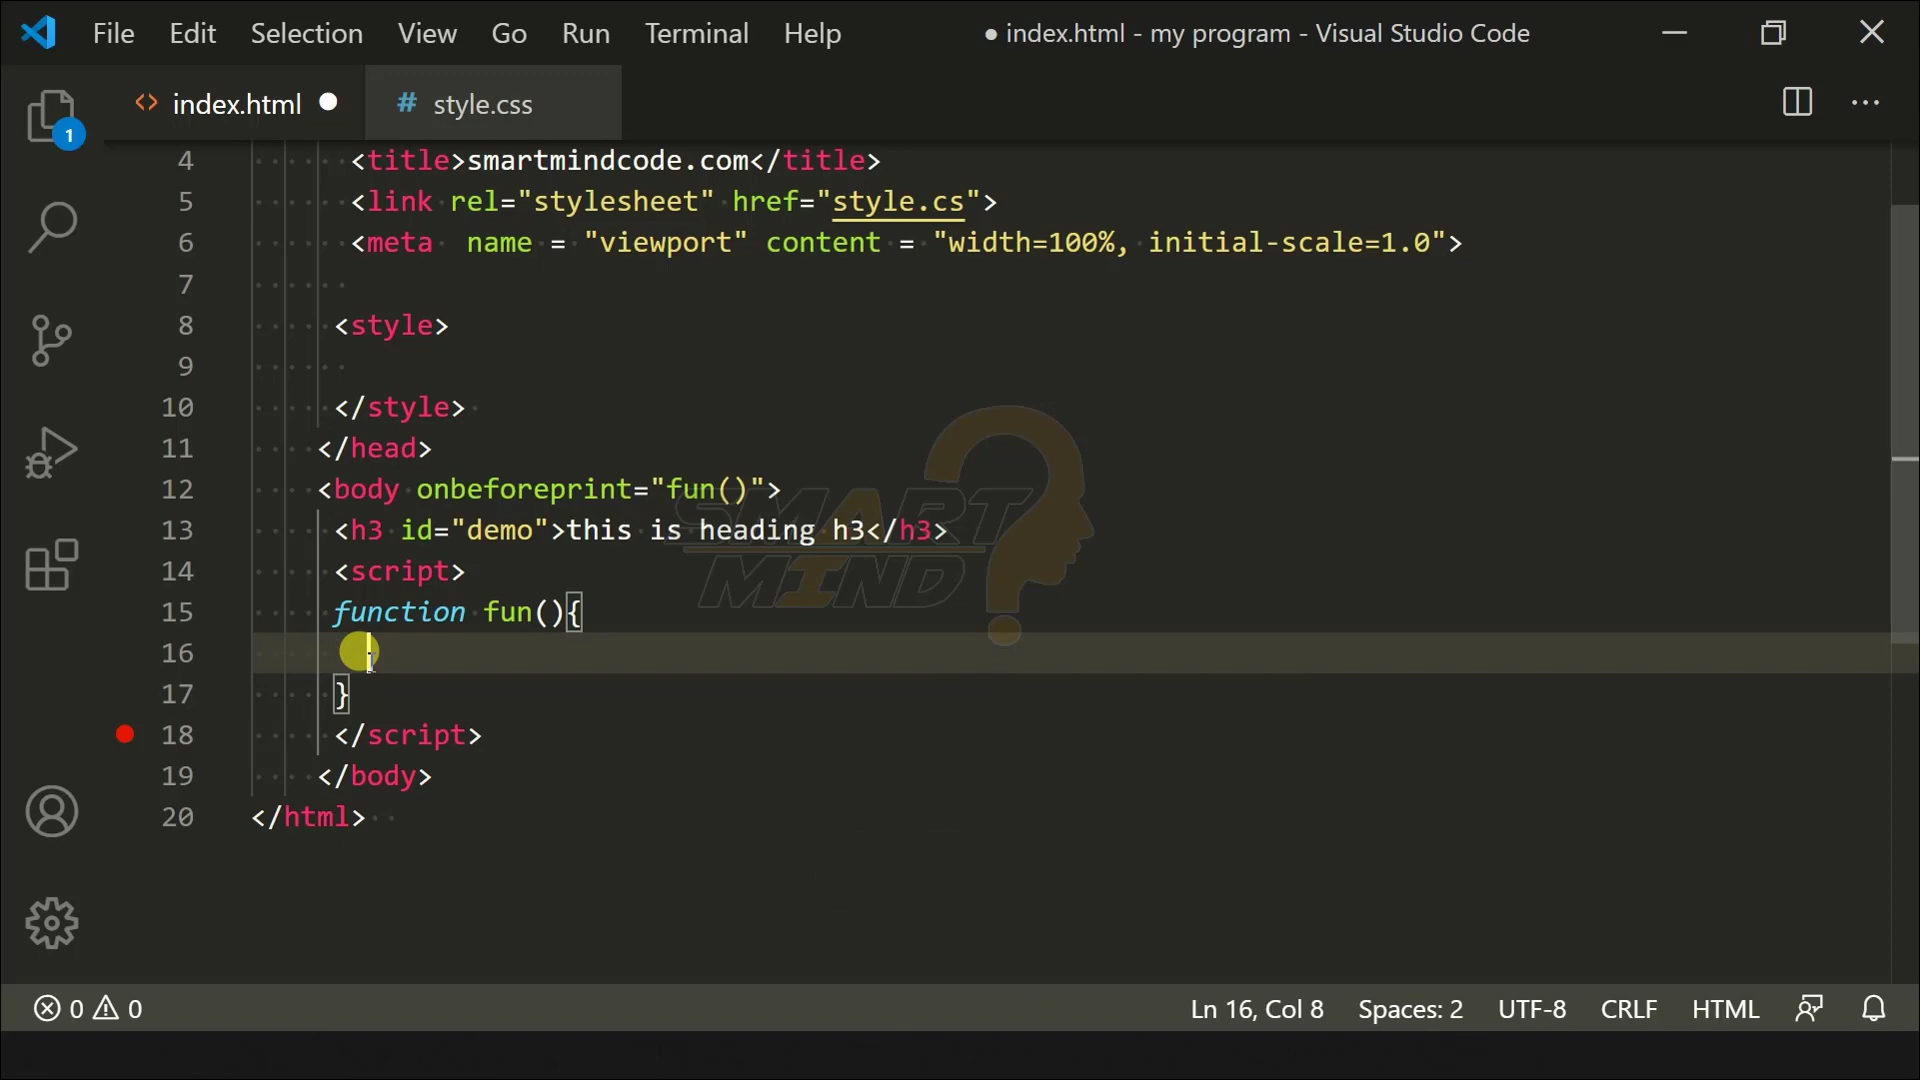 File Edit Selection View Go Run Terminal Help ● index.html - my program - Visual Studio Code
index.html # style.css
1
4 <title>smartmindcode.com</title>
5 <link rel="stylesheet" href="style.cs">
6 <meta  name = "viewport" content = "width=100%, initial-scale=1.0">
7
8 <style>
9
10 </style>
11 </head>
12 <body onbeforeprint="fun()">
13 <h3 id="demo">this is heading h3</h3>
14 <script>
15 function fun(){
16
17 }
18 </script>
19 </body>
20 </html>
SMART
MIND
0 0 Ln 16, Col 8 Spaces: 2 UTF-8 CRLF HTML